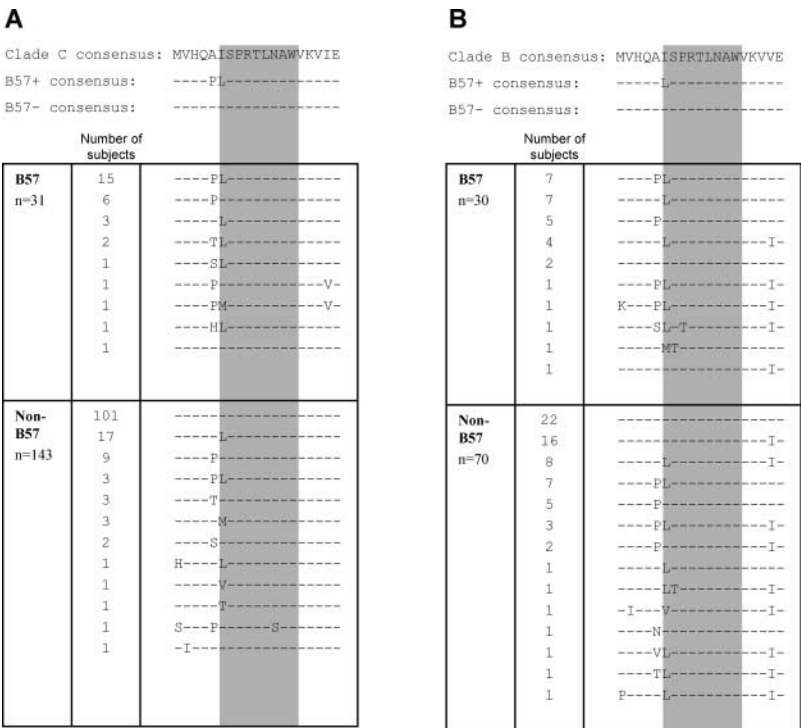 A
Clade C consensus: MVHQAISPRTLNAWVKVIE
B57+ consensus: ----PL-------------
B57- consensus: -------------------
Number of
subjects
B57
n=31
15 ----PL-------------
6 ----P--------------
3 -----L-------------
2 ----TL-------------
1 ----SL-------------
1 ----P------------V-
1 ----PM-----------V-
1 ----HL-------------
1 -------------------
Non-
B57
n=143
101 -------------------
17 -----L-------------
9 ----P--------------
3 ----PL-------------
3 ----T--------------
3 -----M-------------
2 ----S--------------
1 H----L-------------
1 -----V-------------
1 -----T-------------
1 S---P------S-------
1 -I-----------------
B
Clade B consensus: MVHQAISPRTLNAWVKVVE
B57+ consensus: -----L-------------
B57- consensus: -------------------
Number of
subjects
B57
n=30
7 ----PL-------------
7 -----L-------------
5 ----P--------------
4 -----L-----------I-
2 -------------------
1 ----PL-----------I-
1 K---PL-----------I-
1 ----SL-T---------I-
1 -----MT------------
1 -----------------I-
Non-
B57
n=70
22 -------------------
16 -----------------I-
8 -----L-----------I-
7 ----PL-------------
5 ----P--------------
3 ----PL-----------I-
2 ----P------------I-
1 -----L-------------
1 -----LT----------I-
1 -I---V-----------I-
1 ----N--------------
1 ----VL-----------I-
1 ----TL-----------I-
1 P----L-----------I-